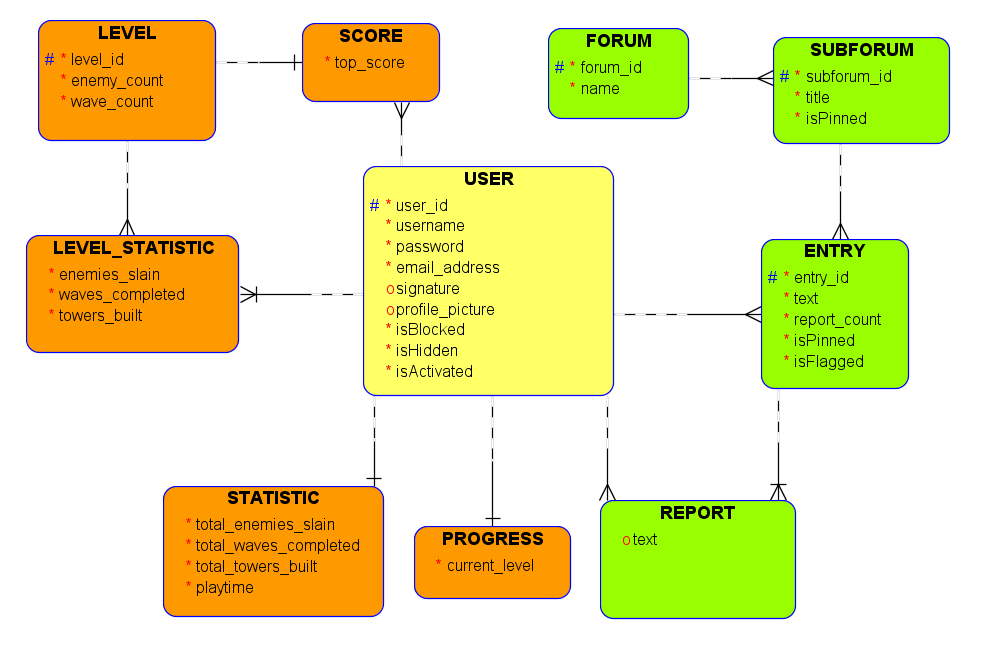 LEVEL
# * level_id
* enemy_count
* wave_count
SCORE
* top_score
FORUM
# * forum_id
* name
SUBFORUM
# * subforum_id
* title
* isPinned
USER
# * user_id
* username
* password
* email_address
o signature
o profile_picture
* isBlocked
* isHidden
* isActivated
LEVEL_STATISTIC
* enemies_slain
* waves_completed
* towers_built
ENTRY
# * entry_id
* text
* report_count
* isPinned
* isFlagged
STATISTIC
* total_enemies_slain
* total_waves_completed
* total_towers_built
* playtime
PROGRESS
* current_level
REPORT
o text